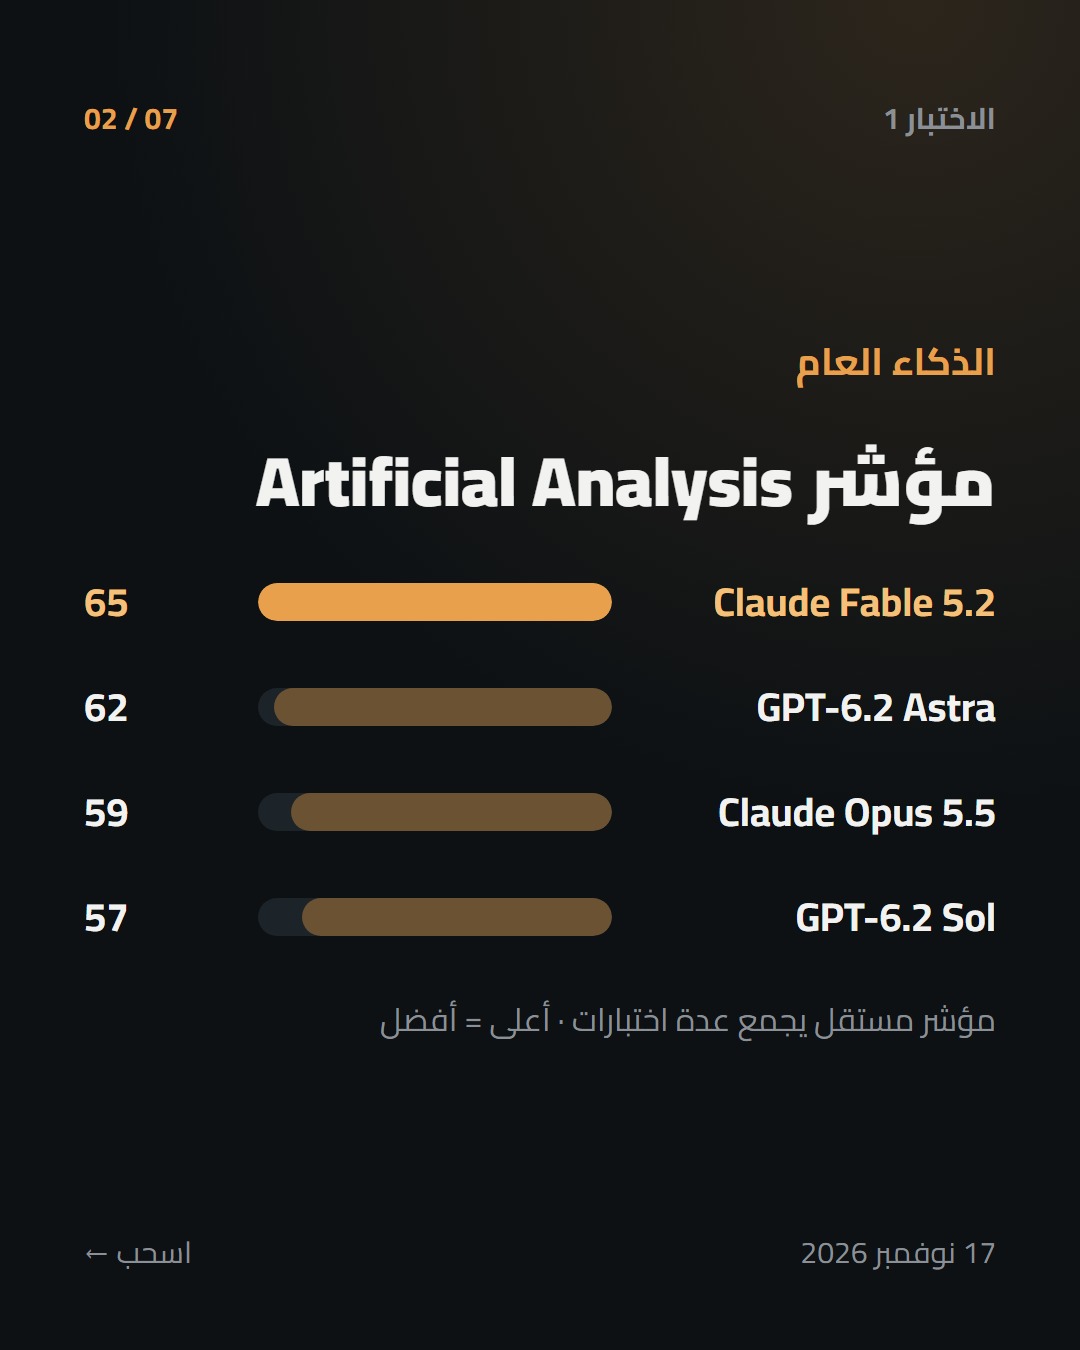 الاختبار 1
02 / 07
الذكاء العام
مؤشر Artificial Analysis
Claude Fable 5.2 65
GPT-6.2 Astra 62
Claude Opus 5.5 59
GPT-6.2 Sol 57
مؤشر مستقل يجمع عدة اختبارات · أعلى = أفضل
17 نوفمبر 2026
اسحب ←